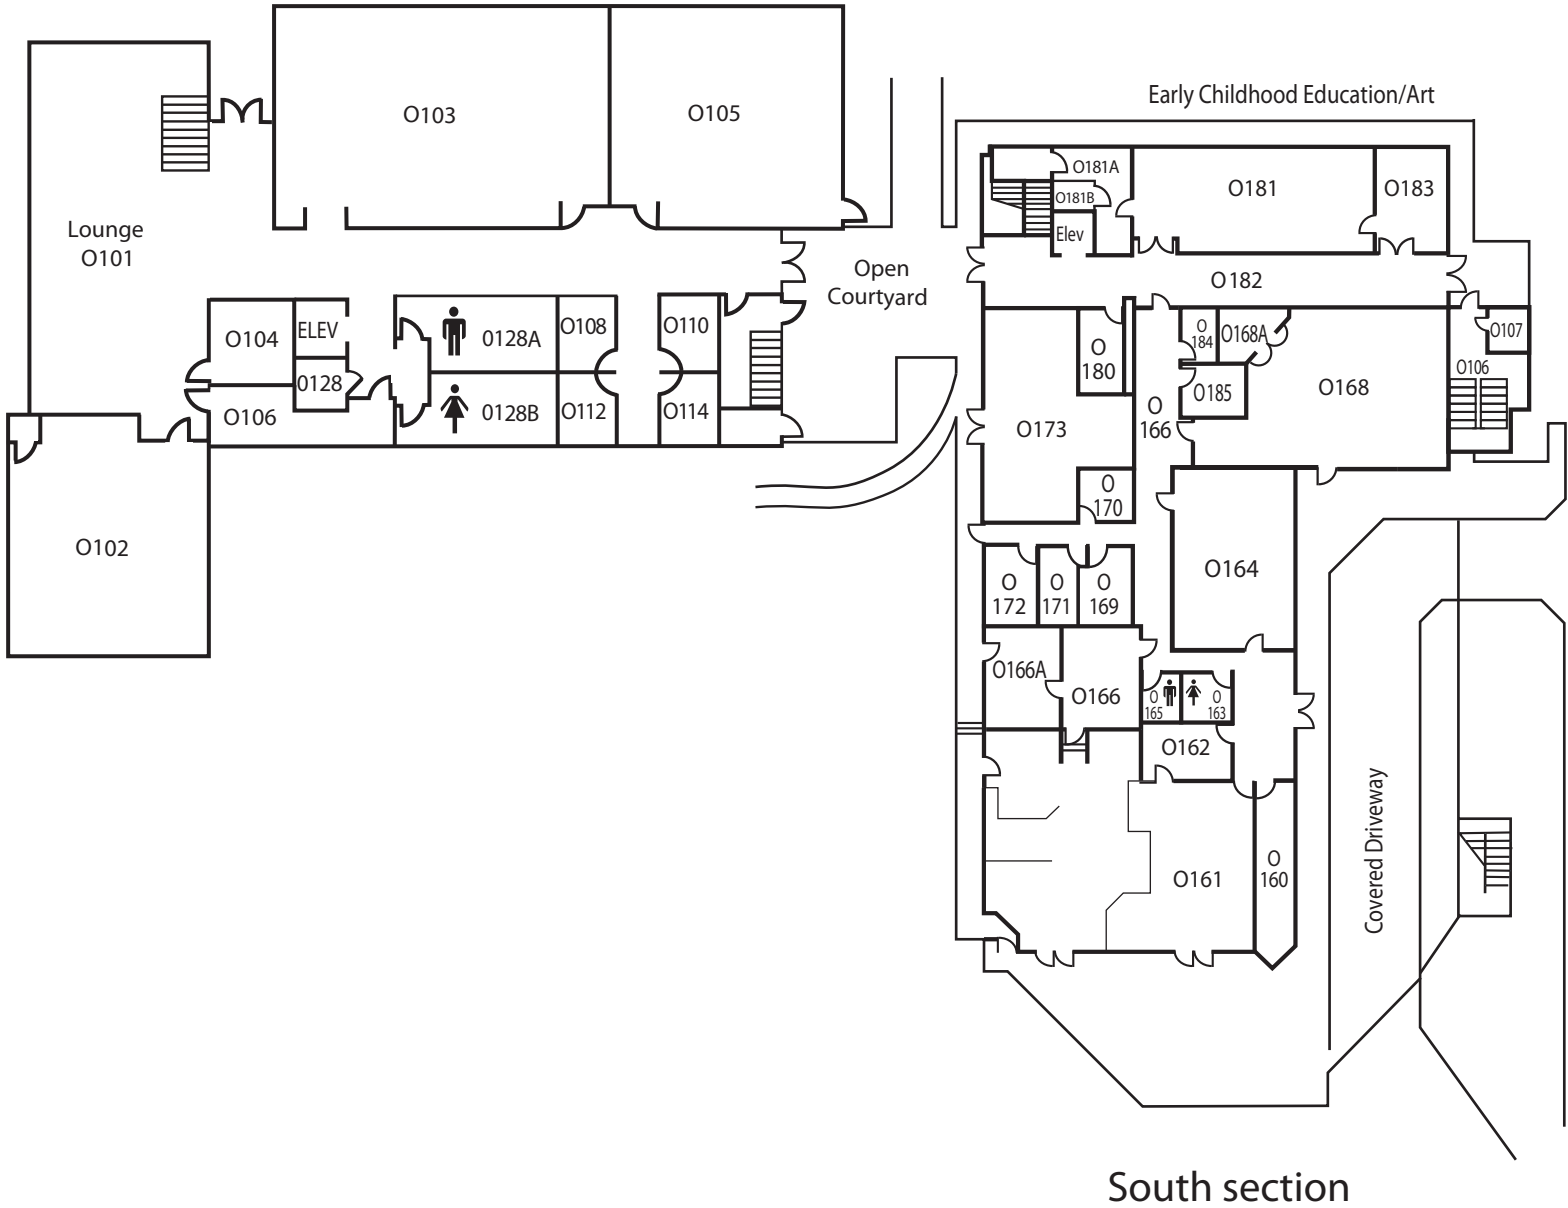 Early Childhood Education/Art
O103
O105
Lounge
O101
Open
Courtyard
O104
ELEV
0128
O106
0128A
0128B
O108
O112
O110
O114
O102
O181A
O181B
Elev
O181
O183
O182
O
180
O
184
O168A
O185
O168
O107
O106
O173
O
166
O
170
O164
O
172
O
171
O
169
O166A
O166
O
165
O
163
O162
O161
O
160
Covered Driveway
South section